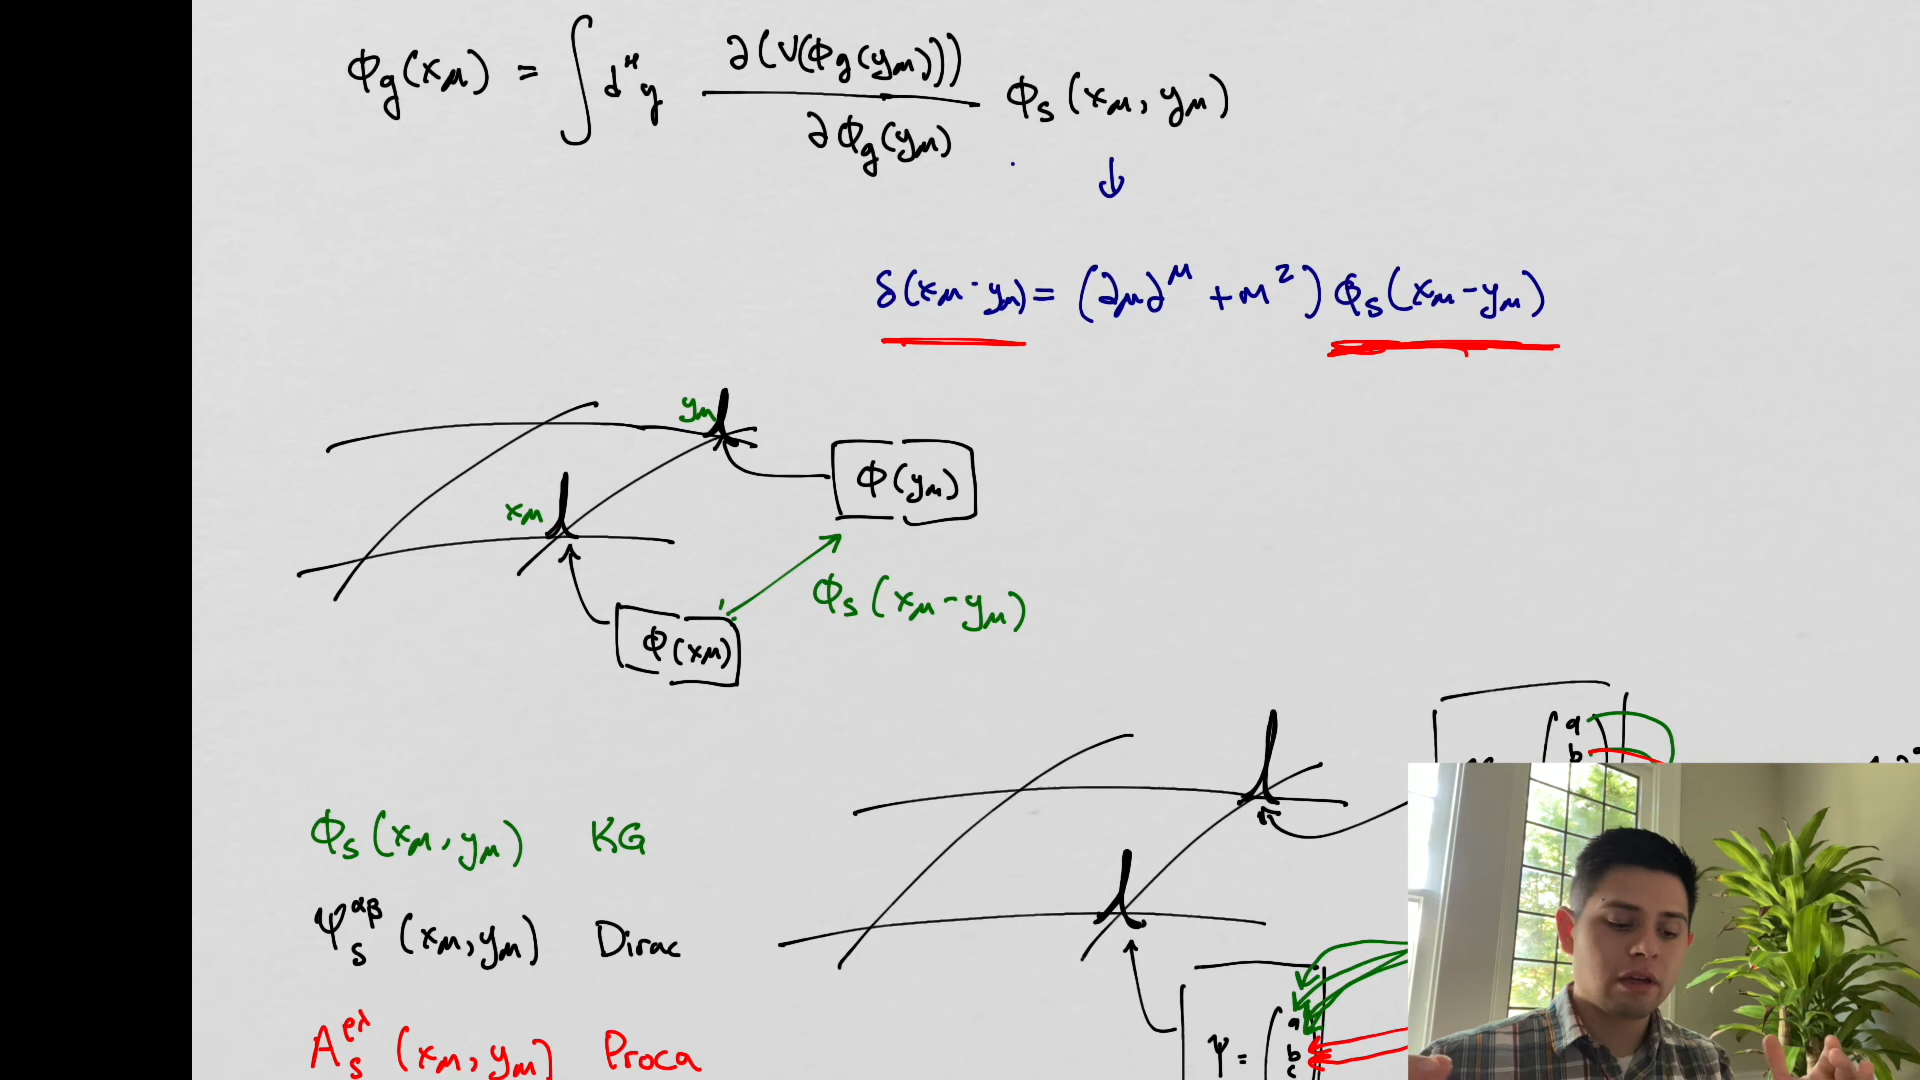 Φg(xμ) = ∫ d⁴y ∂(V(Φg(yμ))) / ∂Φg(yμ) Φs(xμ, yμ)
↓
δ(xμ - yμ) = (∂μ∂^μ + m²) Φs(xμ - yμ)
yμ
Φ(yμ)
xμ
Φs(xμ - yμ)
Φ(xμ)
a
b
Φs(xμ, yμ) KG
Ψs^αβ (xμ, yμ) Dirac
a
As^ρλ (xμ, yμ) Proca
Ψ =
b
c